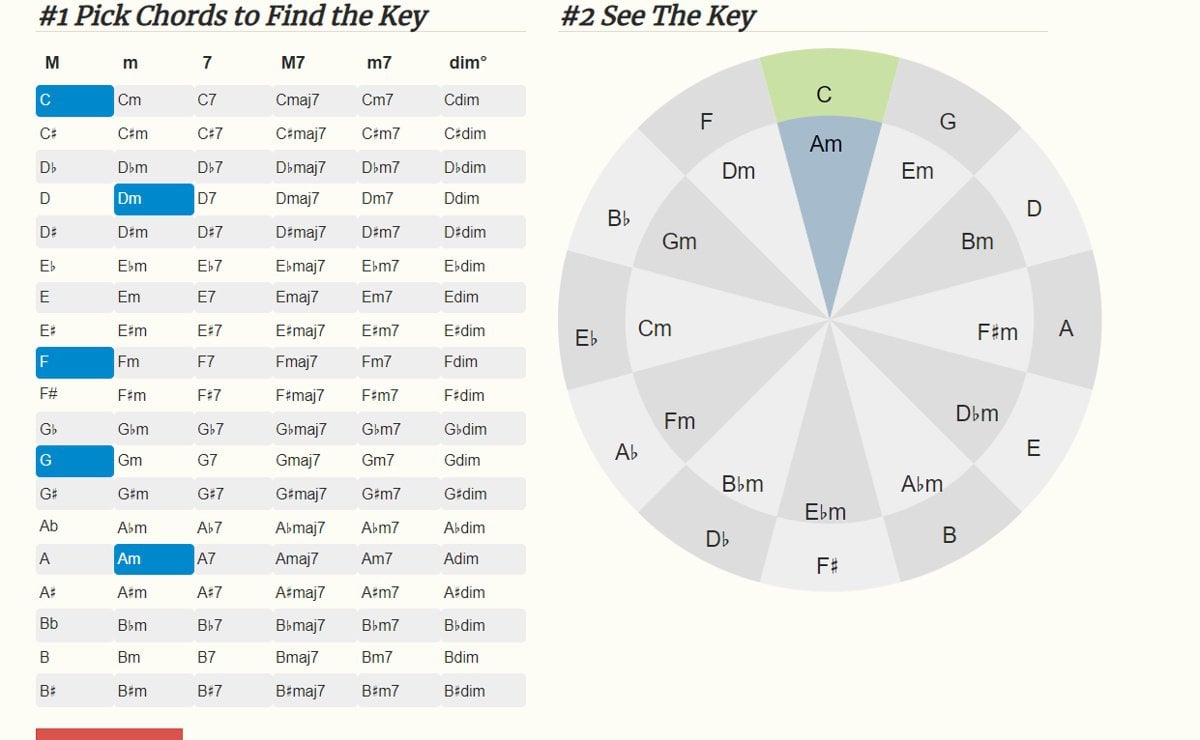 #1 Pick Chords to Find the Key
M m 7 M7 m7 dim°
C Cm C7 Cmaj7 Cm7 Cdim
C♯ C♯m C♯7 C♯maj7 C♯m7 C♯dim
D♭ D♭m D♭7 D♭maj7 D♭m7 D♭dim
D Dm D7 Dmaj7 Dm7 Ddim
D♯ D♯m D♯7 D♯maj7 D♯m7 D♯dim
E♭ E♭m E♭7 E♭maj7 E♭m7 E♭dim
E Em E7 Emaj7 Em7 Edim
E♯ E♯m E♯7 E♯maj7 E♯m7 E♯dim
F Fm F7 Fmaj7 Fm7 Fdim
F# F♯m F♯7 F♯maj7 F♯m7 F♯dim
G♭ G♭m G♭7 G♭maj7 G♭m7 G♭dim
G Gm G7 Gmaj7 Gm7 Gdim
G♯ G♯m G♯7 G♯maj7 G♯m7 G♯dim
Ab A♭m A♭7 A♭maj7 A♭m7 A♭dim
A Am A7 Amaj7 Am7 Adim
A♯ A♯m A♯7 A♯maj7 A♯m7 A♯dim
Bb B♭m B♭7 B♭maj7 B♭m7 B♭dim
B Bm B7 Bmaj7 Bm7 Bdim
B♯ B♯m B♯7 B♯maj7 B♯m7 B♯dim
#2 See The Key
C
G
D
A
E
B
F♯
D♭
A♭
E♭
B♭
F
Am
Em
Bm
F♯m
D♭m
A♭m
E♭m
B♭m
Fm
Cm
Gm
Dm